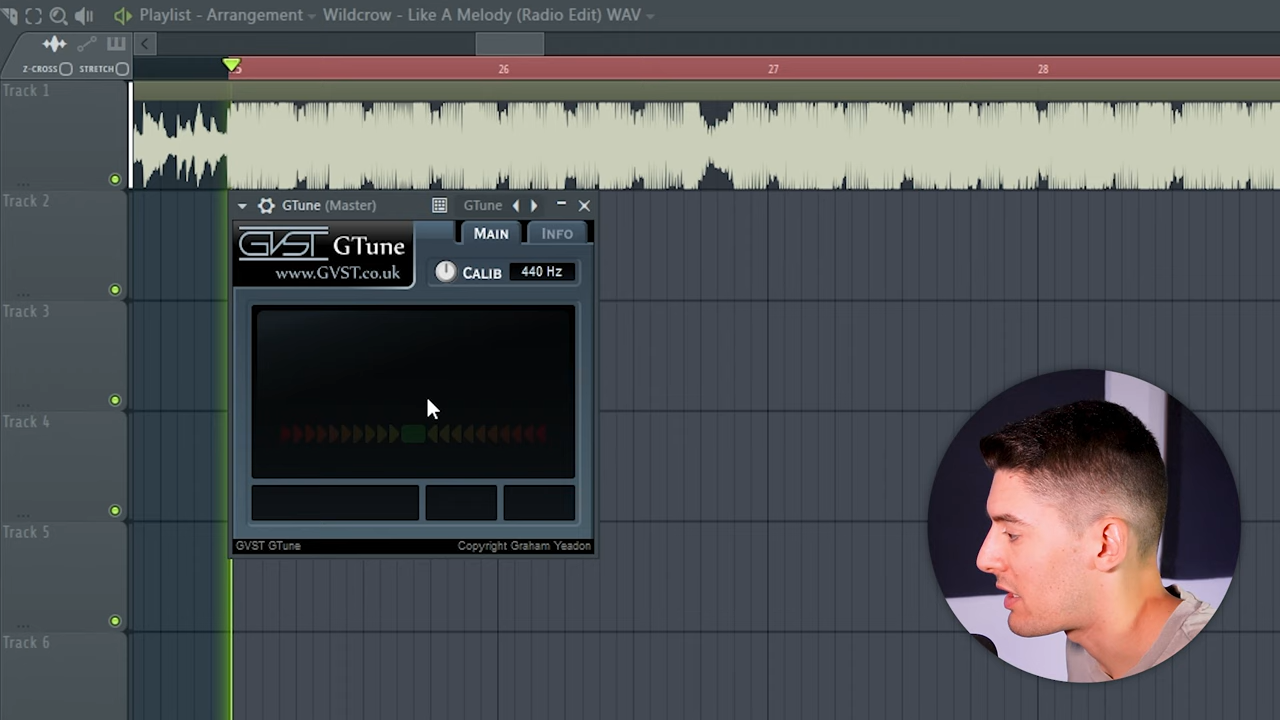 Playlist - Arrangement Wildcrow - Like A Melody (Radio Edit) WAV
Z-CROSS STRETCH
26 27 28
Track 1
...
Track 2
...
Track 3
...
Track 4
...
Track 5
...
Track 6
GTune (Master) GTune
GVST GTune
www.GVST.co.uk
MAIN INFO
CALIB 440 Hz
GVST GTune Copyright Graham Yeadon